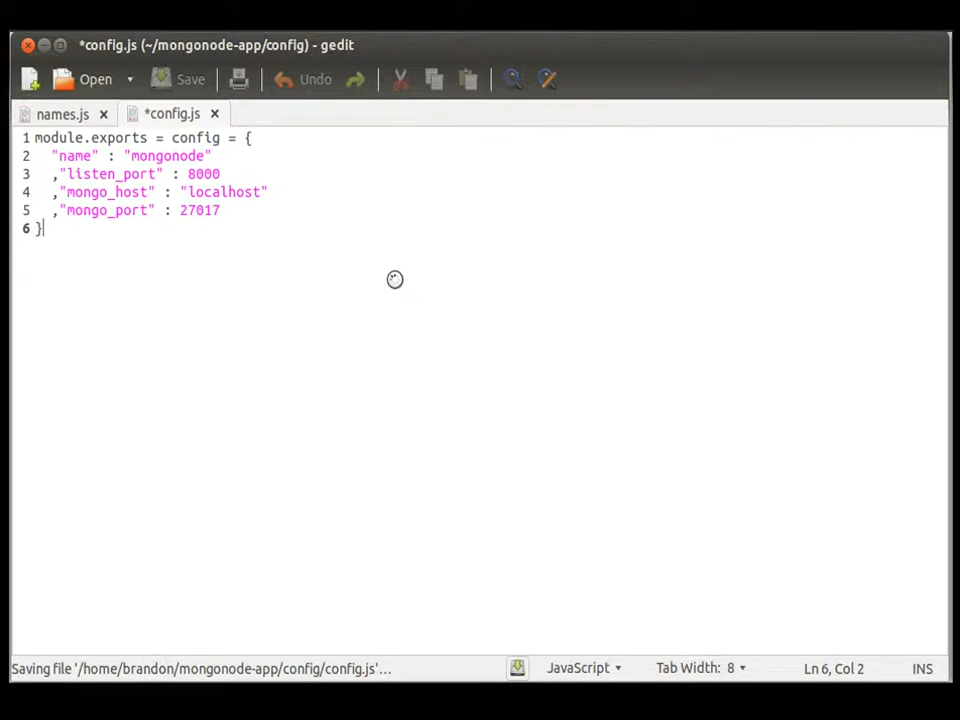 *config.js (~/mongonode-app/config) - gedit
Open Save Undo
names.js *config.js
1 module.exports = config = {
2   "name" : "mongonode"
3   ,"listen_port" : 8000
4   ,"mongo_host" : "localhost"
5   ,"mongo_port" : 27017
6 }
Saving file '/home/brandon/mongonode-app/config/config.js'... JavaScript Tab Width: 8 Ln 6, Col 2 INS